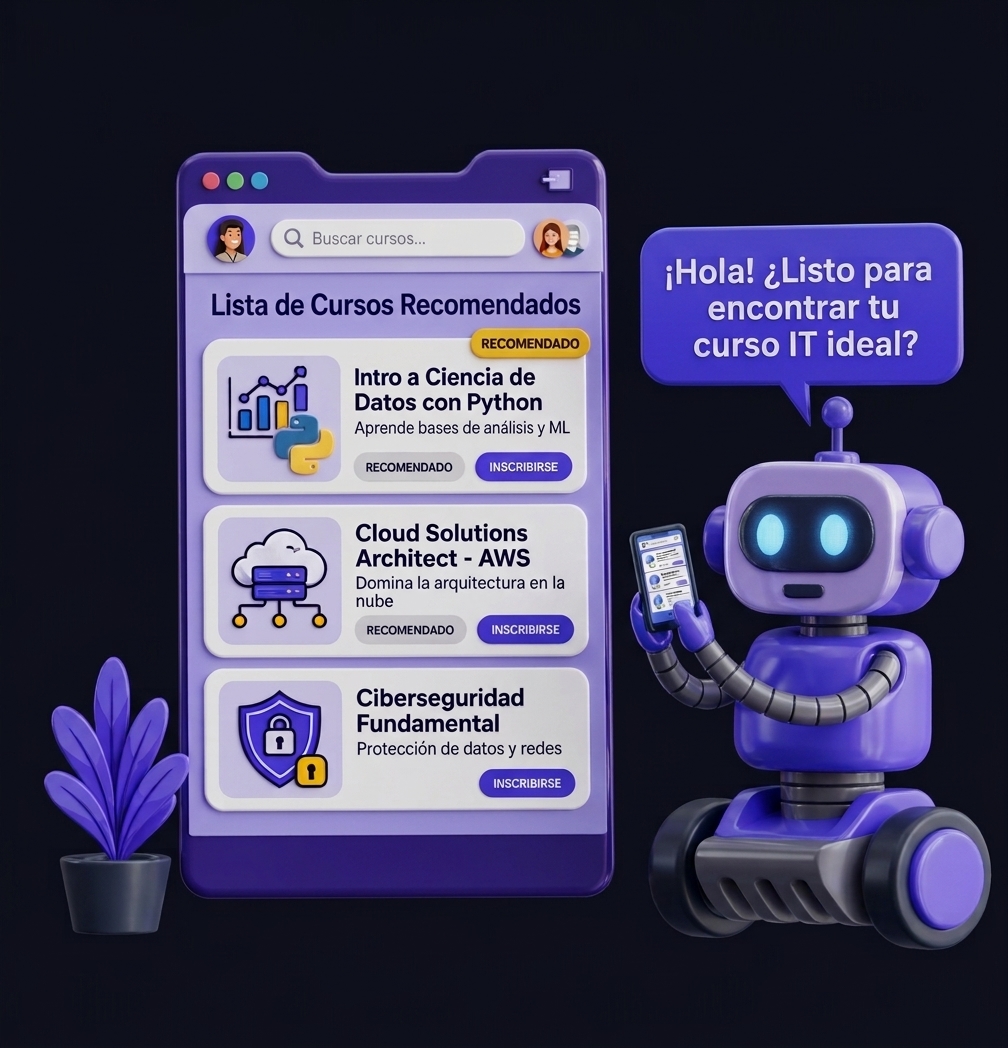 Buscar cursos...
Lista de Cursos Recomendados
RECOMENDADO
Intro a Ciencia de
Datos con Python
Aprende bases de análisis y ML
RECOMENDADO
INSCRIBIRSE
Cloud Solutions
Architect - AWS
Domina la arquitectura en la
nube
RECOMENDADO
INSCRIBIRSE
Ciberseguridad
Fundamental
Protección de datos y redes
INSCRIBIRSE
¡Hola! ¿Listo para
encontrar tu
curso IT ideal?